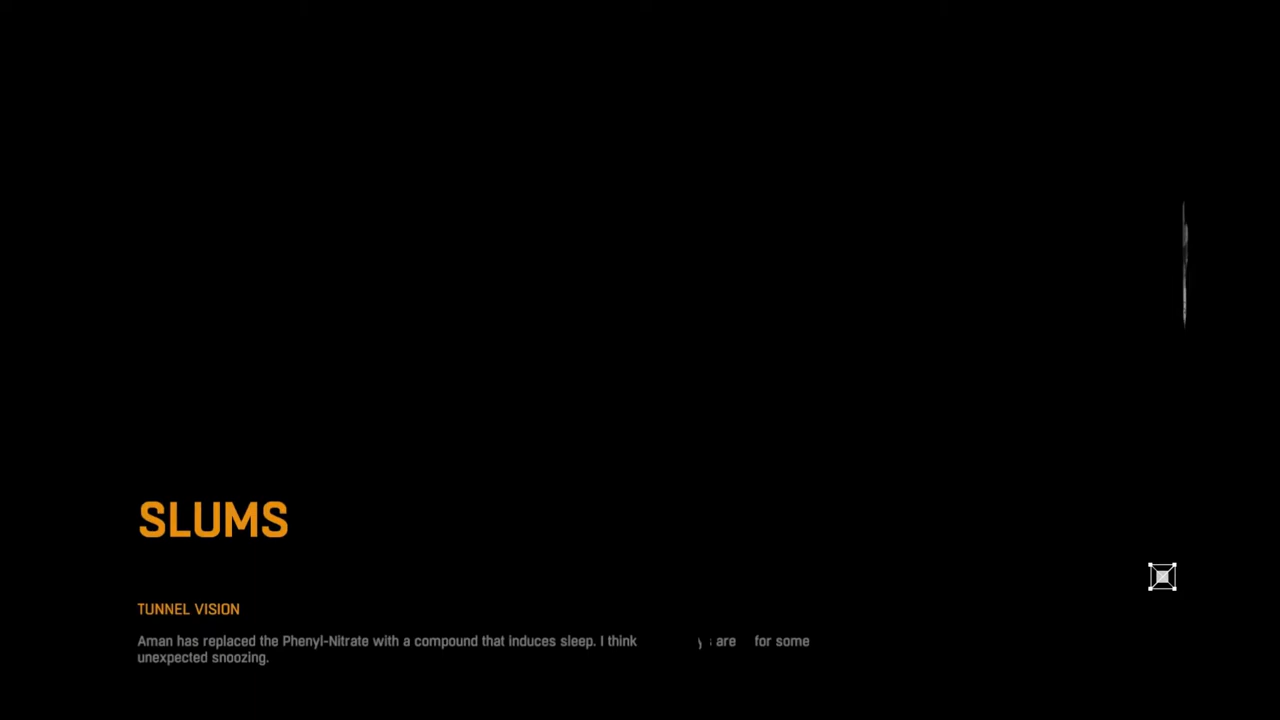 SLUMS
TUNNEL VISION
Aman has replaced the Phenyl-Nitrate with a compound that induces sleep. I think are for some
unexpected snoozing.